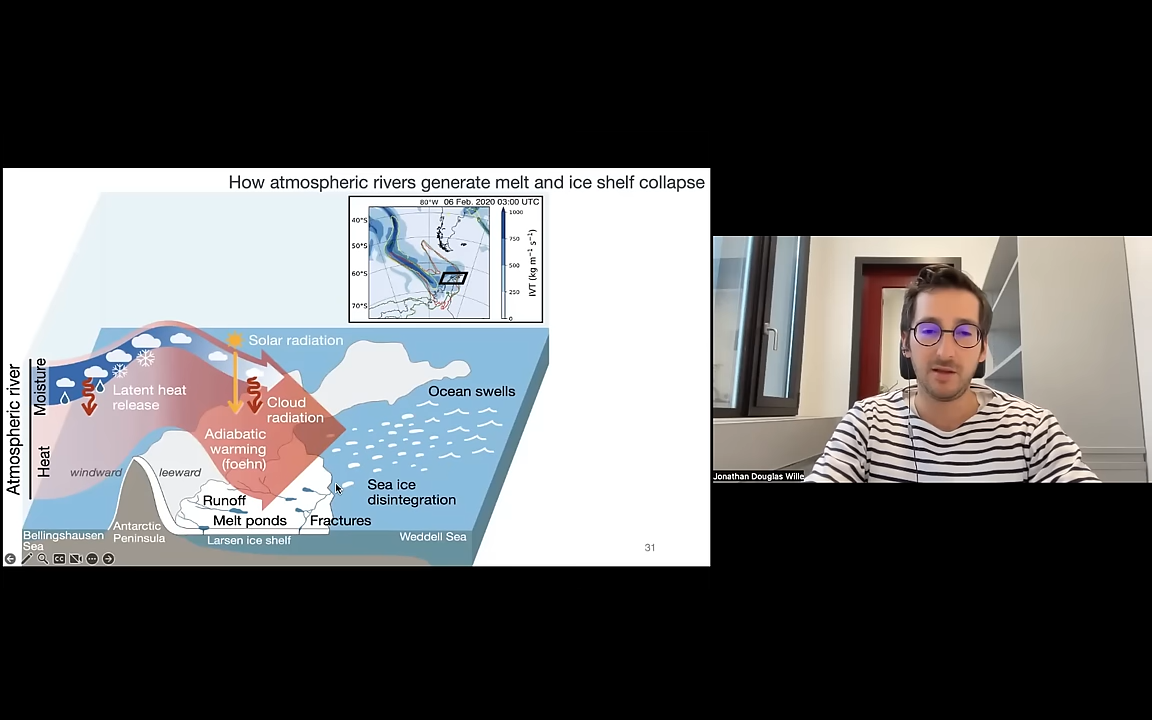 How atmospheric rivers generate melt and ice shelf collapse
80°W 06 Feb. 2020 03:00 UTC
40°S
50°S
60°S
70°S
1000
750
500
250
0
IVT (kg m⁻¹ s⁻¹)
Atmospheric river
Moisture
Heat
Solar radiation
Latent heat
release
Cloud
radiation
Adiabatic
warming
(foehn)
windward
leeward
Ocean swells
Sea ice
disintegration
Runoff
Melt ponds
Fractures
Bellingshausen
Sea
Antarctic
Peninsula
Larsen ice shelf
Weddell Sea
31
CC
Jonathan Douglas Wille